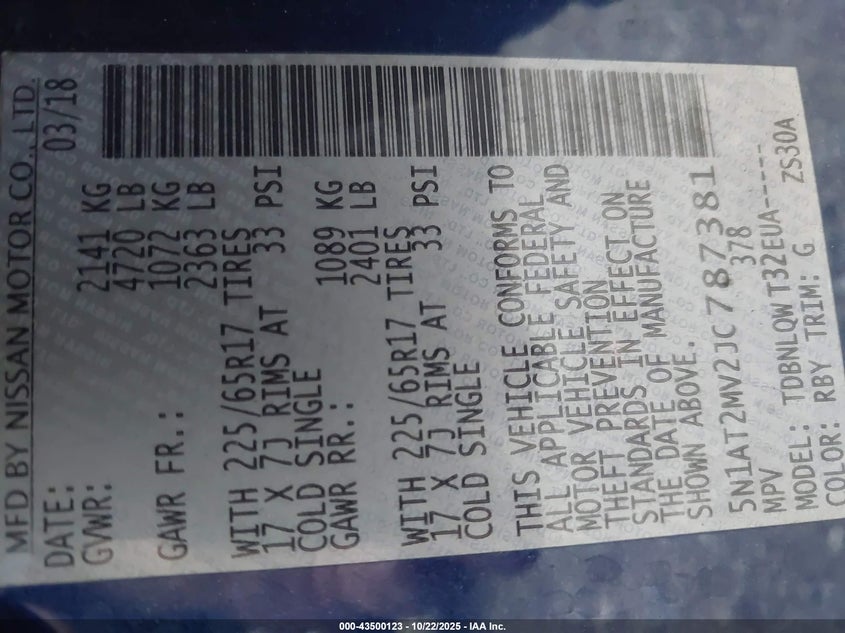 MFD BY NISSAN MOTOR CO., LTD.
DATE: 03/18
GVWR: 2141 KG
4720 LB
GAWR FR.: 1072 KG
2363 LB
WITH 225/65R17 TIRES
17 X 7J RIMS AT 33 PSI
COLD SINGLE
GAWR RR.: 1089 KG
2401 LB
WITH 225/65R17 TIRES
17 X 7J RIMS AT 33 PSI
COLD SINGLE
THIS VEHICLE CONFORMS TO
ALL APPLICABLE FEDERAL
MOTOR VEHICLE SAFETY AND
THEFT PREVENTION
STANDARDS IN EFFECT ON
THE DATE OF MANUFACTURE
SHOWN ABOVE.
5N1AT2MV2JC787381
MPV 378
MODEL: TDBNLQW T32EUA-----
COLOR: RBY TRIM: G ZS30A
000-43500123 - 10/22/2025 - IAA Inc.